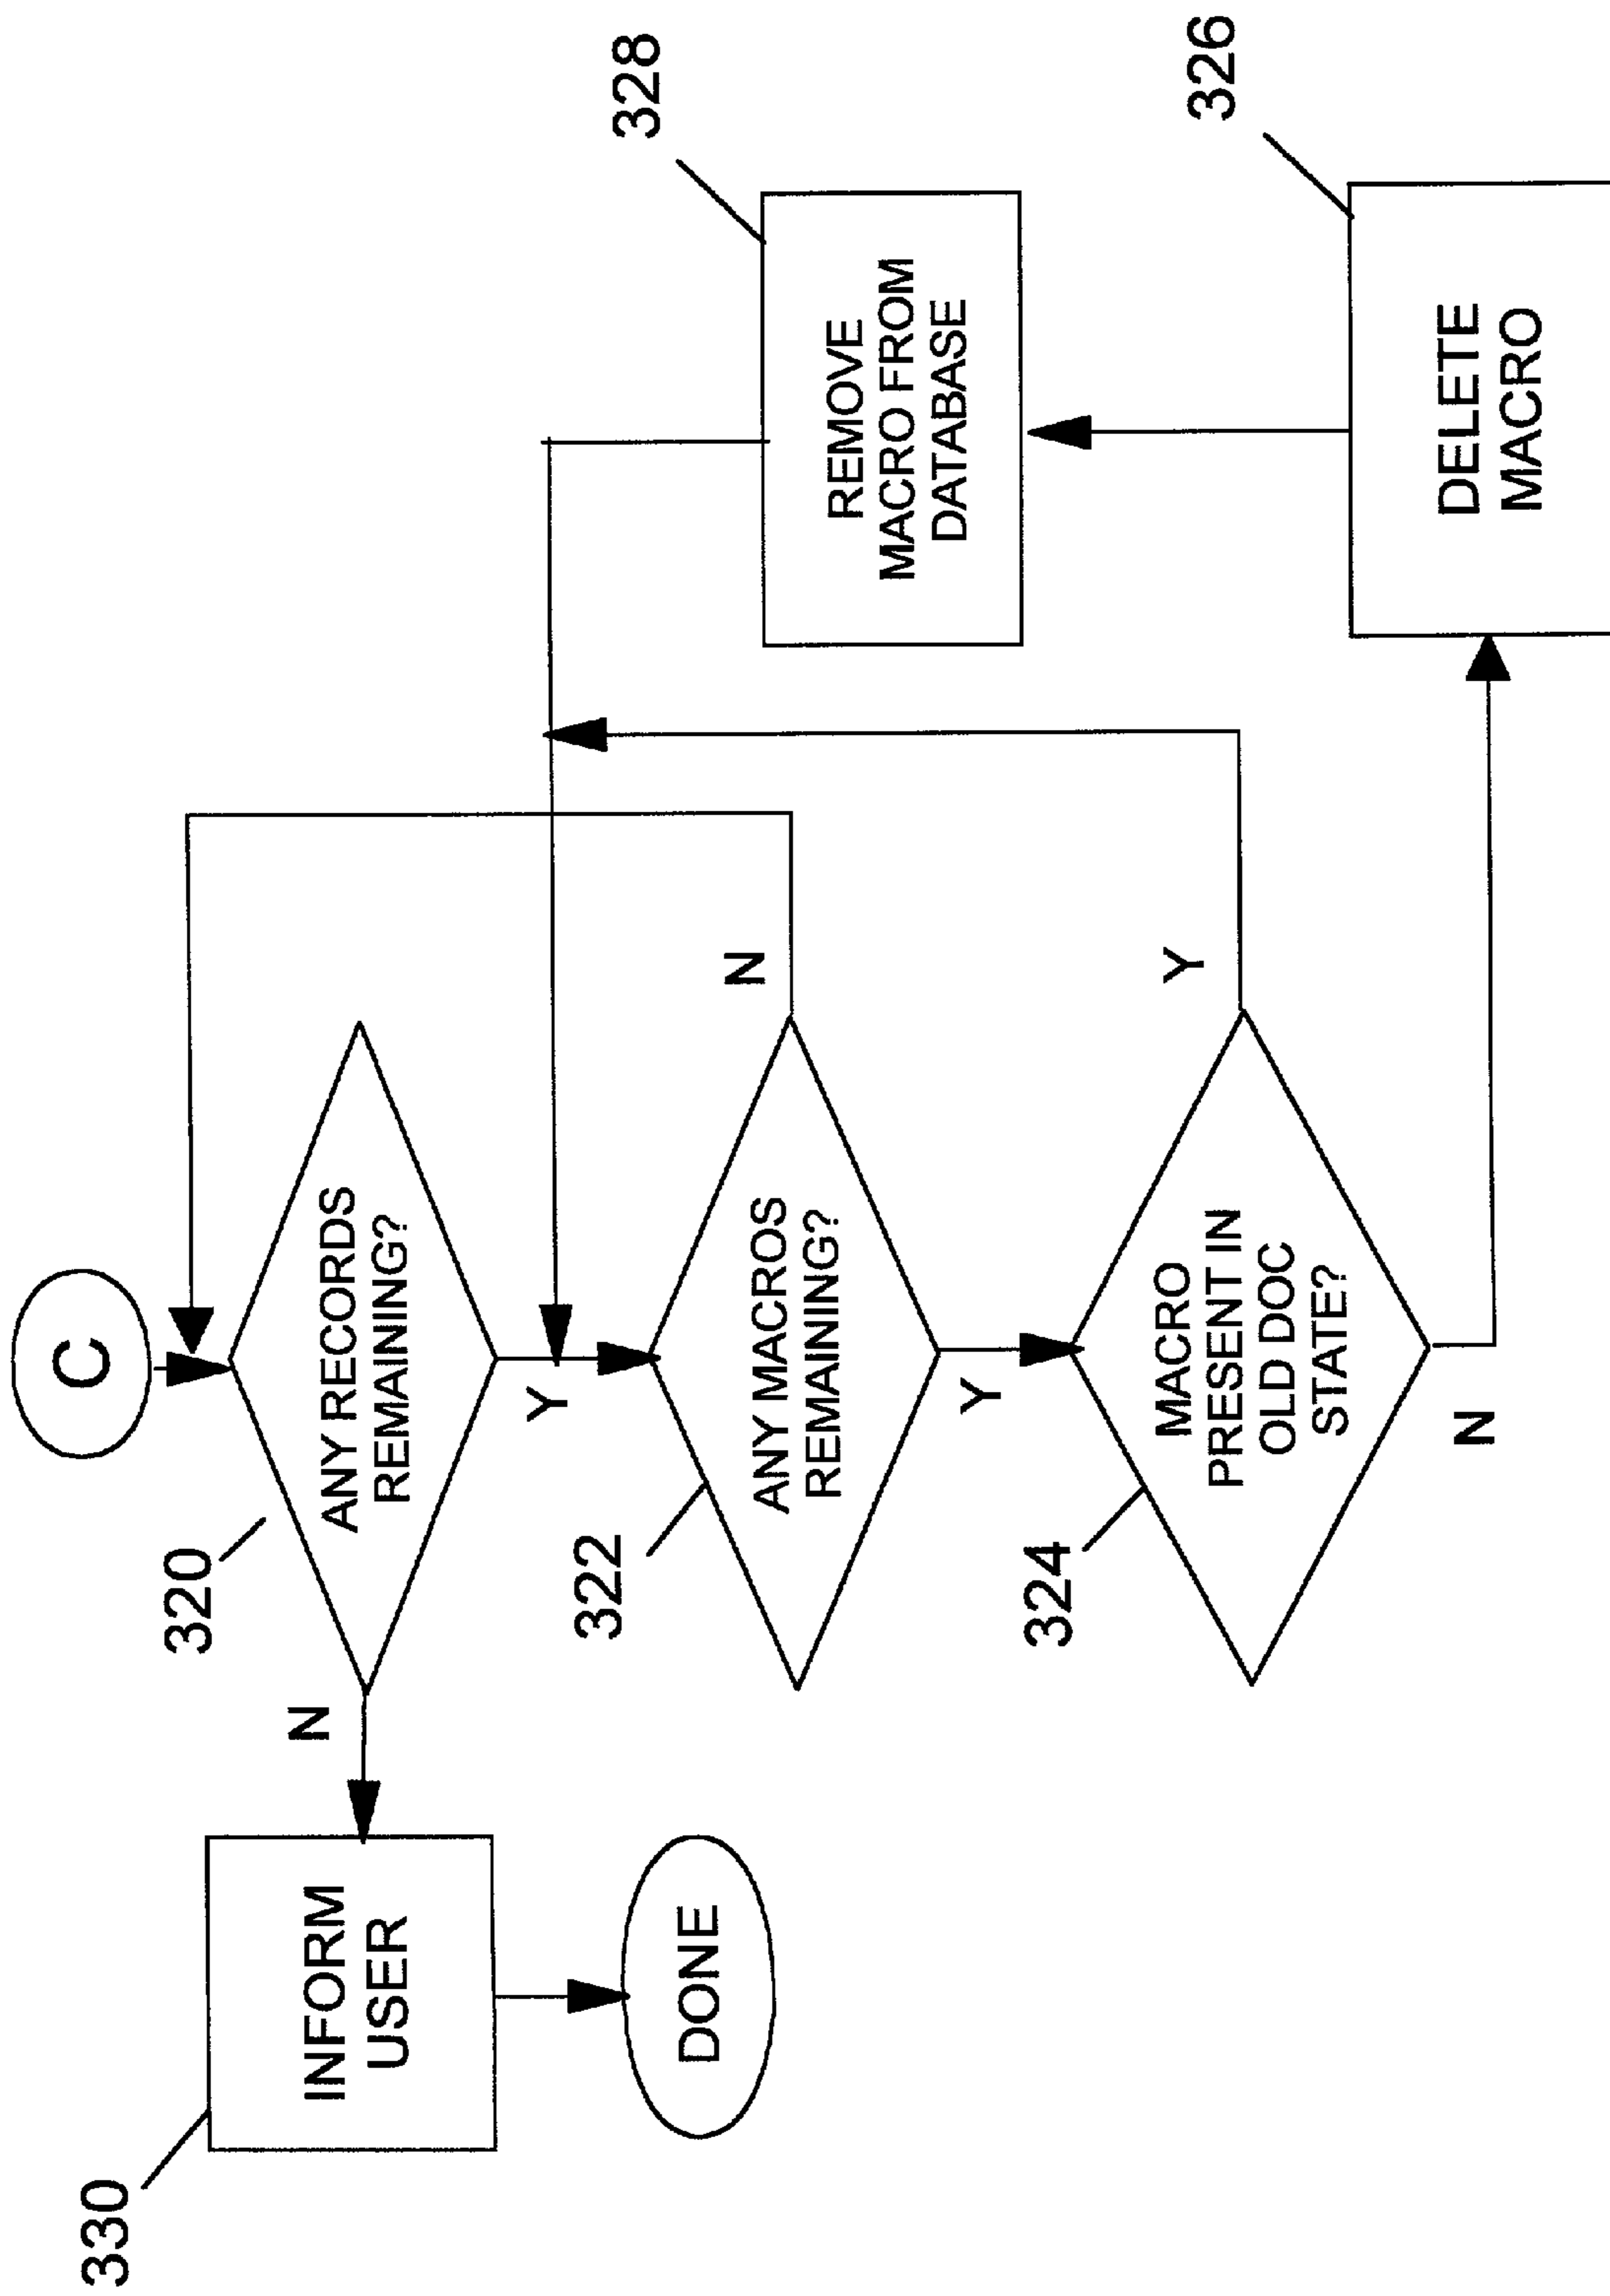 C
320
ANY RECORDS
REMAINING?
N
Y
330
INFORM
USER
DONE
322
ANY MACROS
REMAINING?
N
Y
324
MACRO
PRESENT IN
OLD DOC
STATE?
Y
N
328
REMOVE
MACRO FROM
DATABASE
326
DELETE
MACRO